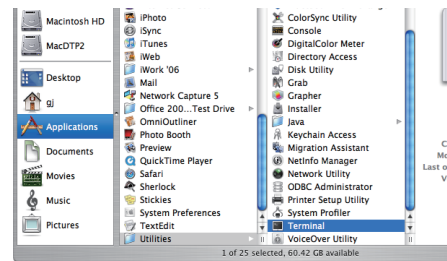 Macintosh HD
MacDTP2
Desktop
gj
Applications
Documents
Movies
Music
Pictures
iPhoto
iSync
iTunes
iWeb
iWork '06
Mail
Network Capture 5
Office 200...Test Drive
OmniOutliner
Photo Booth
Preview
QuickTime Player
Safari
Sherlock
Stickies
System Preferences
TextEdit
Utilities
ColorSync Utility
Console
DigitalColor Meter
Directory Access
Disk Utility
Grab
Grapher
Installer
Java
Keychain Access
Migration Assistant
NetInfo Manager
Network Utility
ODBC Administrator
Printer Setup Utility
System Profiler
Terminal
VoiceOver Utility
C
Mo
Last o
V
1 of 25 selected, 60.42 GB available